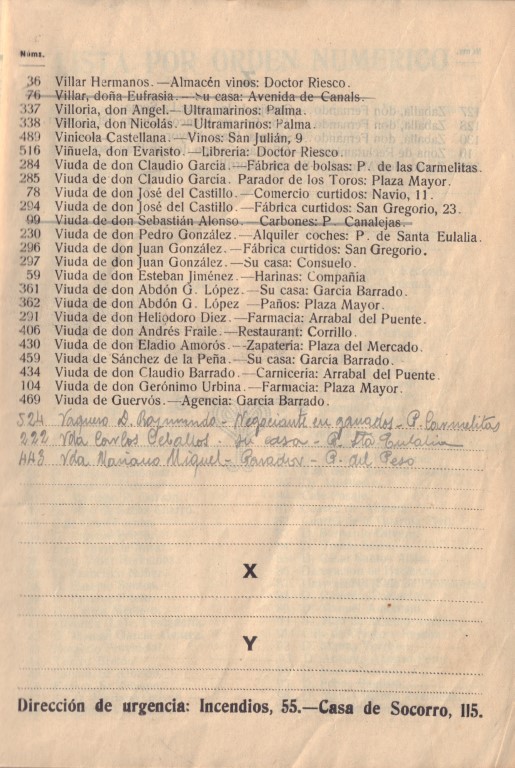 Núms.
36 Villar Hermanos.—Almacén vinos: Doctor Riesco.
76 Villar, doña Eufrasia.—Su casa: Avenida de Canals.
337 Villoria, don Angel.—Ultramarinos: Palma.
338 Villoria, don Nicolás.—Ultramarinos: Palma.
489 Vinícola Castellana.—Vinos: San Julián, 9
516 Viñuela, don Evaristo.—Librería: Doctor Riesco
284 Viuda de don Claudio García.—Fábrica de bolsas: P. de las Carmelitas.
285 Viuda de don Claudio García. Parador de los Toros: Plaza Mayor.
78 Viuda de don José del Castillo.—Comercio curtidos: Navio, 11.
294 Viuda de don José del Castillo.—Fábrica curtidos: San Gregorio, 23.
99 Viuda de don Sebastián Alonso.—Carbones: P. Canalejas.
230 Viuda de don Pedro González.—Alquiler coches: P. de Santa Eulalia.
296 Viuda de don Juan González.—Fábrica curtidos: San Gregorio.
297 Viuda de don Juan González.—Su casa: Consuelo.
59 Viuda de don Esteban Jiménez.—Harinas: Compañía
361 Viuda de don Abdón G. López.—Su casa: García Barrado.
362 Viuda de don Abdón G. López.—Paños: Plaza Mayor.
291 Viuda de don Heliodoro Diez.—Farmacia: Arrabal del Puente.
406 Viuda de don Andrés Fraile.—Restaurant: Corrillo.
430 Viuda de don Eladio Amorós.—Zapatería: Plaza del Mercado.
459 Viuda de Sánchez de la Peña.—Su casa: García Barrado.
434 Viuda de don Claudio Barrado.—Carnicería: Arrabal del Puente.
104 Viuda de don Gerónimo Urbina.—Farmacia: Plaza Mayor.
469 Viuda de Guervós.—Agencia: García Barrado.
524 Vaquero D. Raimundo - Negociante en ganados - P. Carmelitas
222 Vda Carlos Ceballos. Su casa - P. Sta Eulalia
443 Vda Mariano Miguel - Parador - P. del Peso
X
Y
Dirección de urgencia: Incendios, 55.—Casa de Socorro, 115.